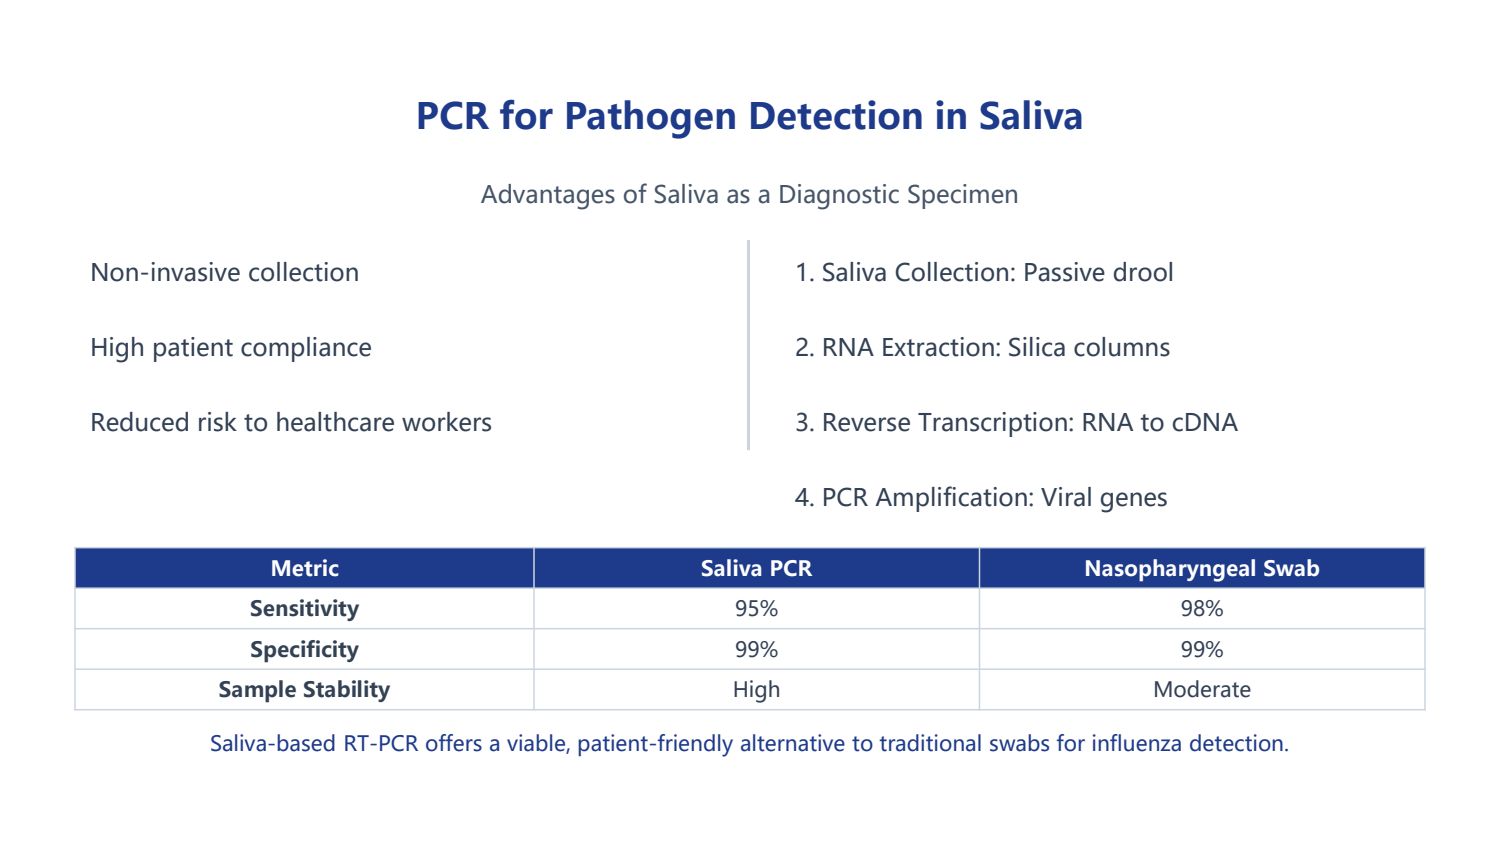 PCR for Pathogen Detection in Saliva
Advantages of Saliva as a Diagnostic Specimen
Non-invasive collection
High patient compliance
Reduced risk to healthcare workers
1. Saliva Collection: Passive drool
2. RNA Extraction: Silica columns
3. Reverse Transcription: RNA to cDNA
4. PCR Amplification: Viral genes
Metric Saliva PCR Nasopharyngeal Swab
Sensitivity 95% 98%
Specificity 99% 99%
Sample Stability High Moderate
Saliva-based RT-PCR offers a viable, patient-friendly alternative to traditional swabs for influenza detection.